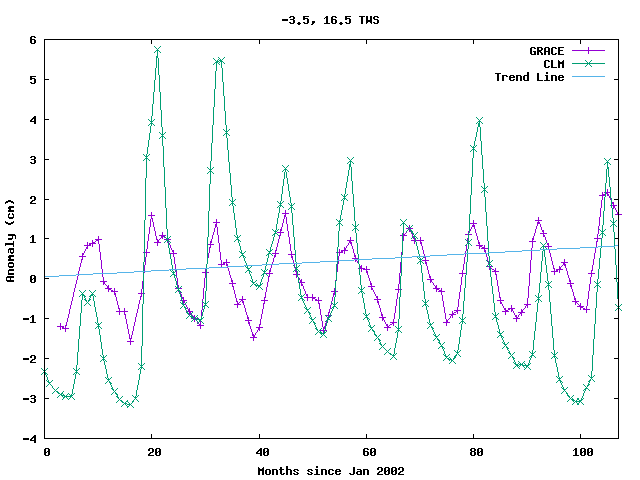 -3.5, 16.5 TWS
GRACE
CLM
Trend Line
6
5
4
3
2
1
0
-1
-2
-3
-4
Anomaly (cm)
0 20 40 60 80 100
Months since Jan 2002